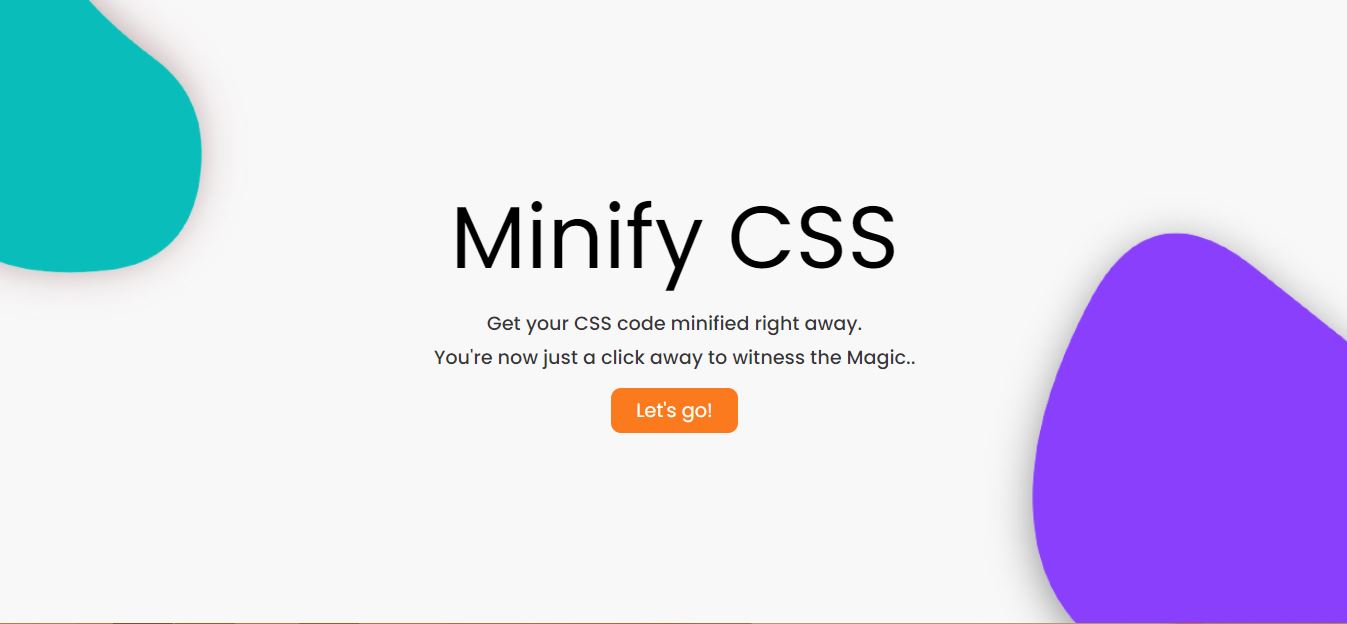 Minify CSS
Get your CSS code minified right away.
You're now just a click away to witness the Magic..
Let's go!